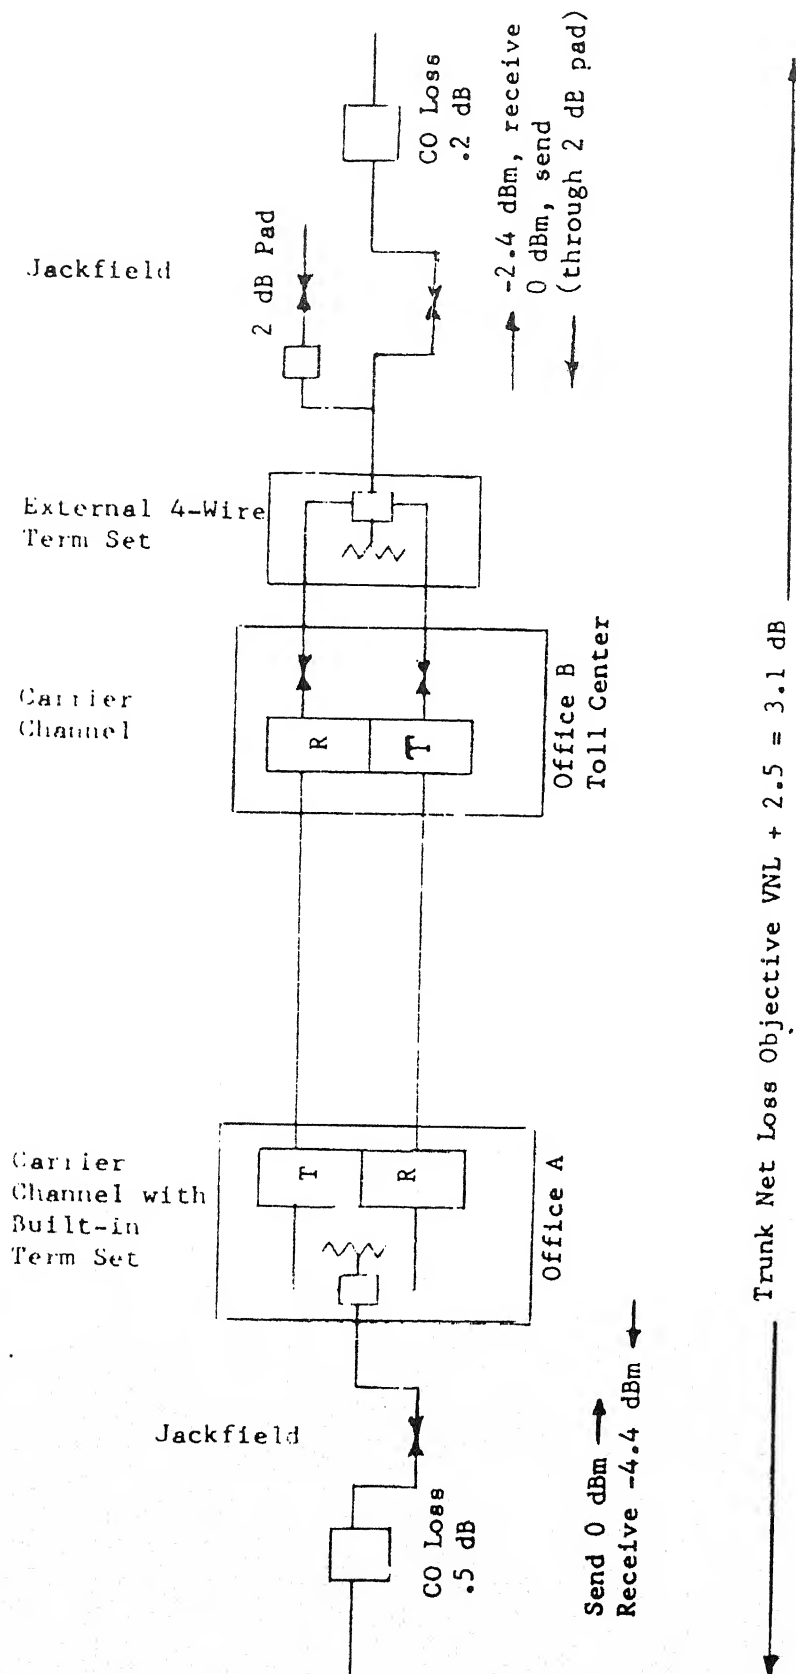 Jackfield
2 dB Pad
CO Loss
.2 dB
-2.4 dBm, receive
0 dBm, send
(through 2 dB pad)
External 4-Wire
Term Set
Carrier
Channel
R
T
Office B
Toll Center
Carrier
Channel with
Built-in
Term Set
T
R
Office A
Jackfield
CO Loss
.5 dB
Send 0 dBm
Receive -4.4 dBm
Trunk Net Loss Objective VNL + 2.5 = 3.1 dB